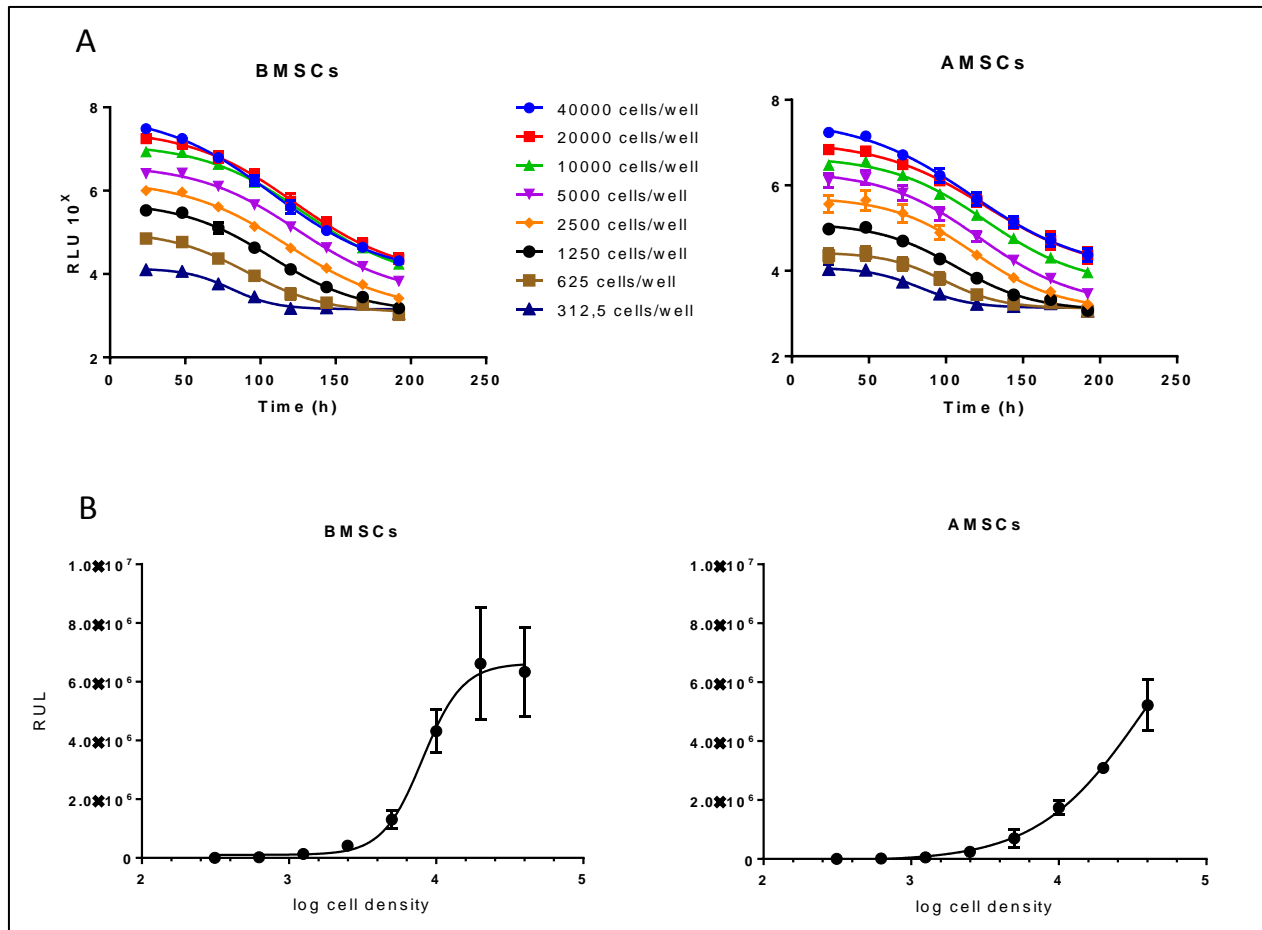 A
BMSCs
AMSCs
40000 cells/well
20000 cells/well
10000 cells/well
5000 cells/well
2500 cells/well
1250 cells/well
625 cells/well
312,5 cells/well
RLU 10^X
8
6
4
2
0 50 100 150 200 250
Time (h)
8
6
4
2
0 50 100 150 200 250
Time (h)
B
BMSCs
AMSCs
RUL
1.0✖10^7
8.0✖10^6
6.0✖10^6
4.0✖10^6
2.0✖10^6
0
2 3 4 5
log cell density
1.0✖10^7
8.0✖10^6
6.0✖10^6
4.0✖10^6
2.0✖10^6
0
2 3 4 5
log cell density